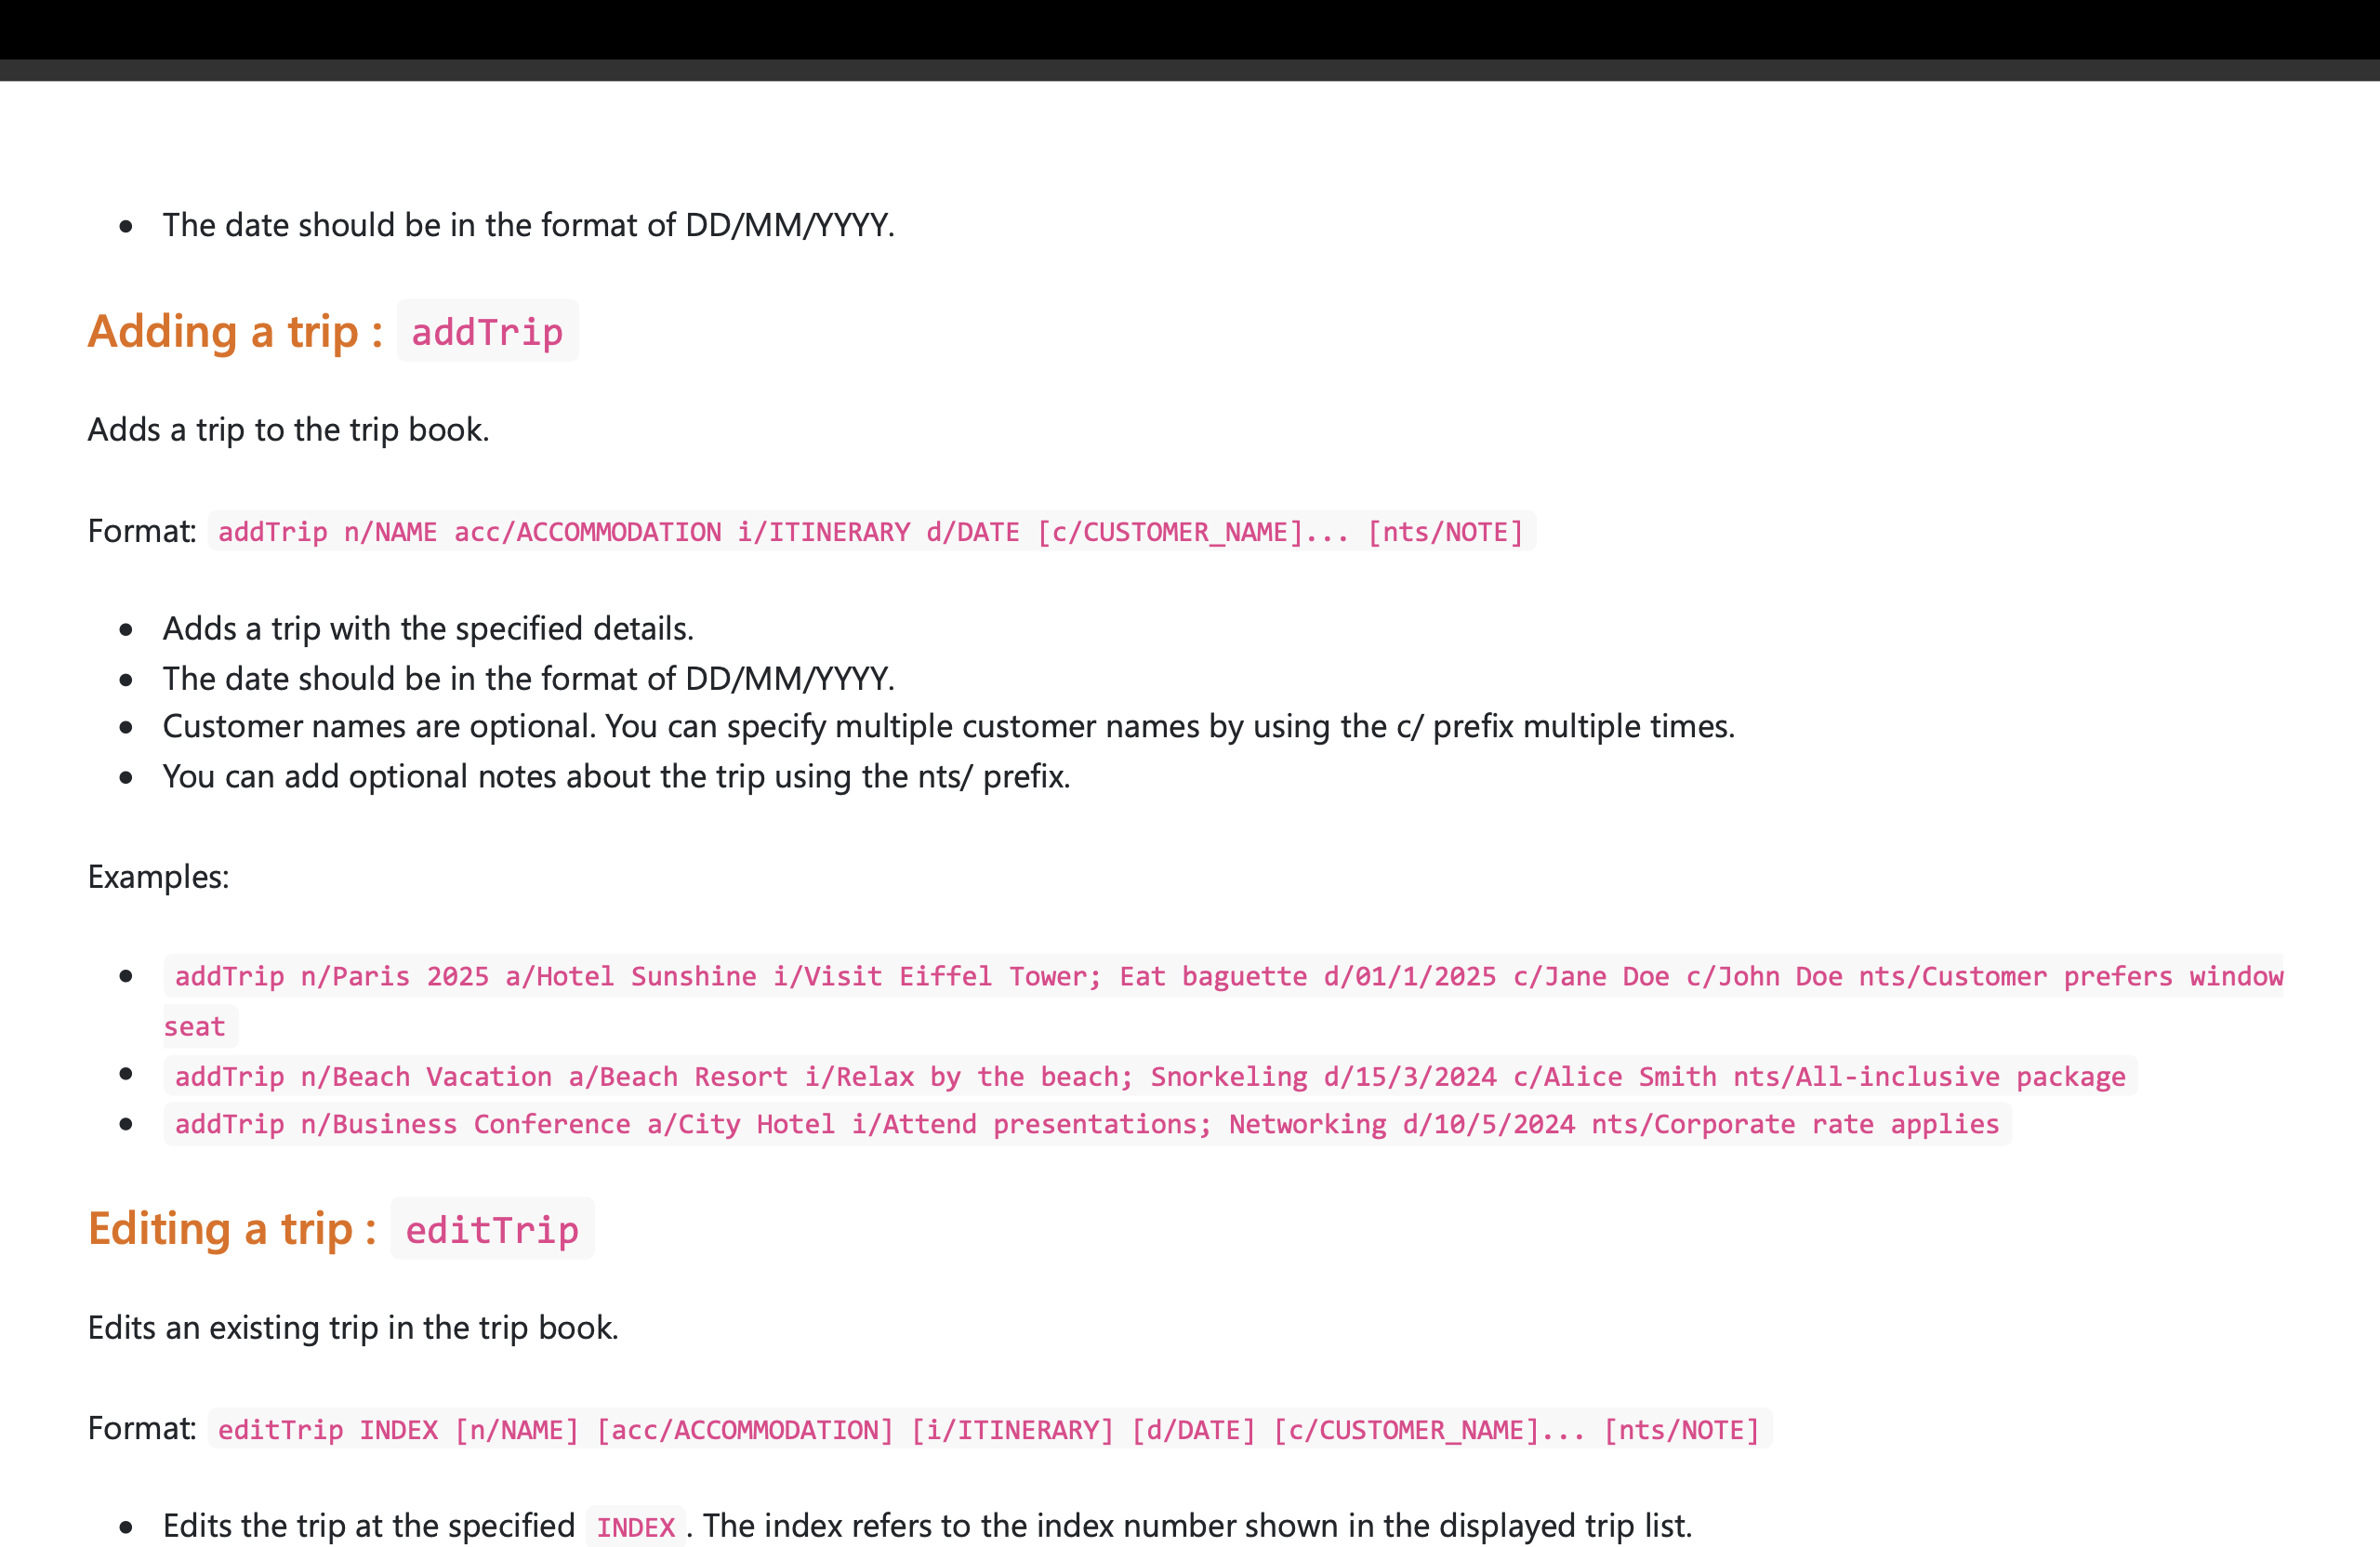 The date should be in the format of DD/MM/YYYY.
Adding a trip : addTrip
Adds a trip to the trip book.
Format: addTrip n/NAME acc/ACCOMMODATION i/ITINERARY d/DATE [c/CUSTOMER_NAME]... [nts/NOTE]
Adds a trip with the specified details.
The date should be in the format of DD/MM/YYYY.
Customer names are optional. You can specify multiple customer names by using the c/ prefix multiple times.
You can add optional notes about the trip using the nts/ prefix.
Examples:
addTrip n/Paris 2025 a/Hotel Sunshine i/Visit Eiffel Tower; Eat baguette d/01/1/2025 c/Jane Doe c/John Doe nts/Customer prefers window
seat
addTrip n/Beach Vacation a/Beach Resort i/Relax by the beach; Snorkeling d/15/3/2024 c/Alice Smith nts/All-inclusive package
addTrip n/Business Conference a/City Hotel i/Attend presentations; Networking d/10/5/2024 nts/Corporate rate applies
Editing a trip : editTrip
Edits an existing trip in the trip book.
Format: editTrip INDEX [n/NAME] [acc/ACCOMMODATION] [i/ITINERARY] [d/DATE] [c/CUSTOMER_NAME]... [nts/NOTE]
Edits the trip at the specified INDEX. The index refers to the index number shown in the displayed trip list.